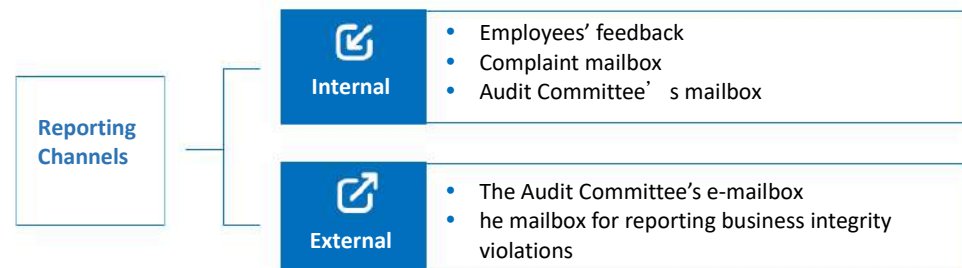 Reporting
Channels
Internal
• Employees' feedback
• Complaint mailbox
• Audit Committee’ s mailbox
External
• The Audit Committee’s e-mailbox
• he mailbox for reporting business integrity
violations